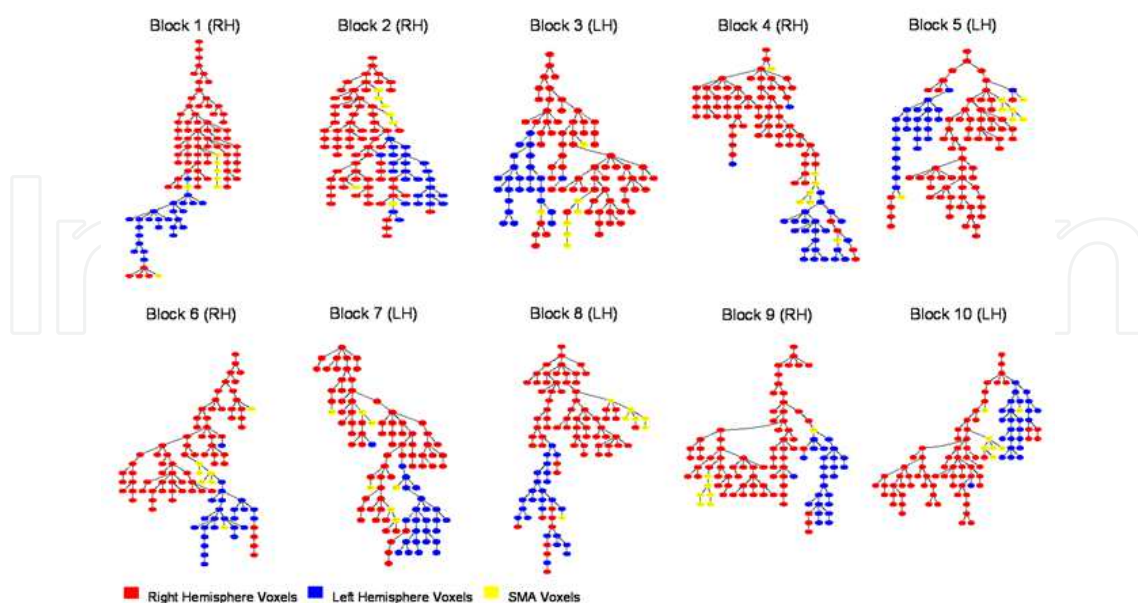 Block 1 (RH) Block 2 (RH) Block 3 (LH) Block 4 (RH) Block 5 (LH)
Block 6 (RH) Block 7 (LH) Block 8 (LH) Block 9 (RH) Block 10 (LH)
Right Hemisphere Voxels Left Hemisphere Voxels SMA Voxels